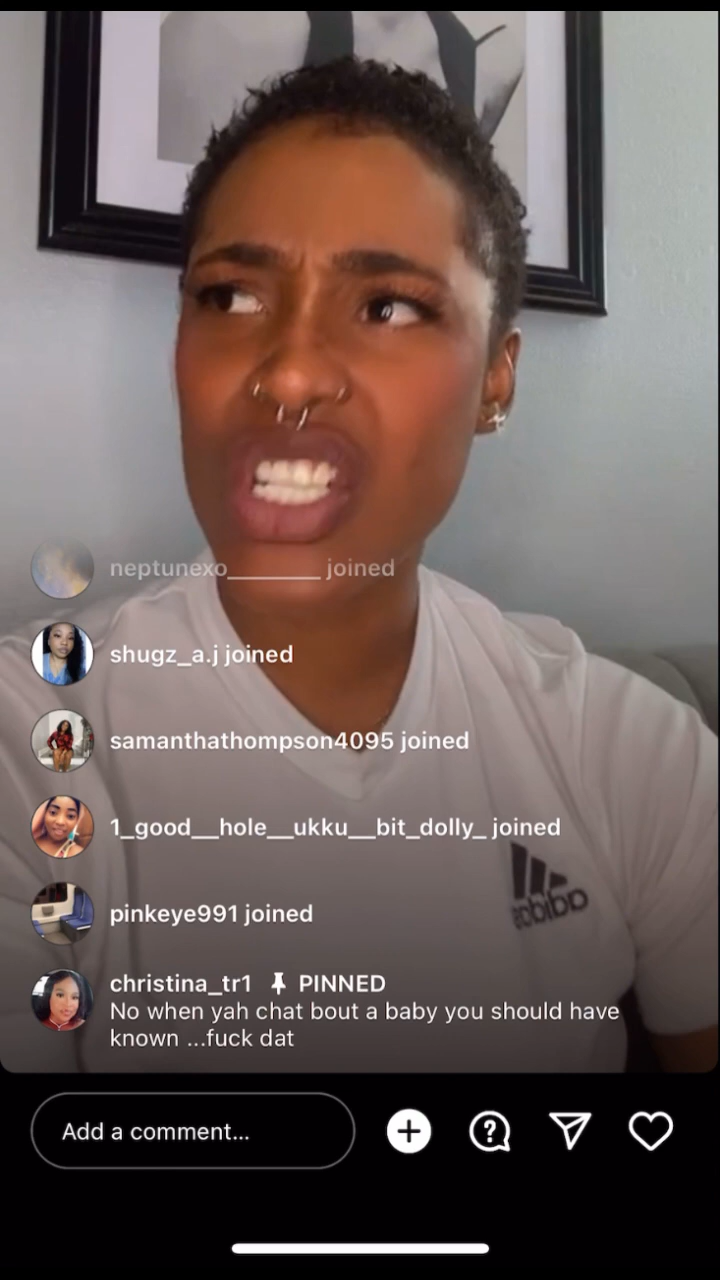 neptunexo________ joined
shugz_a.j joined
samanthathompson4095 joined
1_good__hole__ukku__bit_dolly_ joined
pinkeye991 joined
christina_tr1 PINNED
No when yah chat bout a baby you should have
known ...fuck dat
adidas
Add a comment...